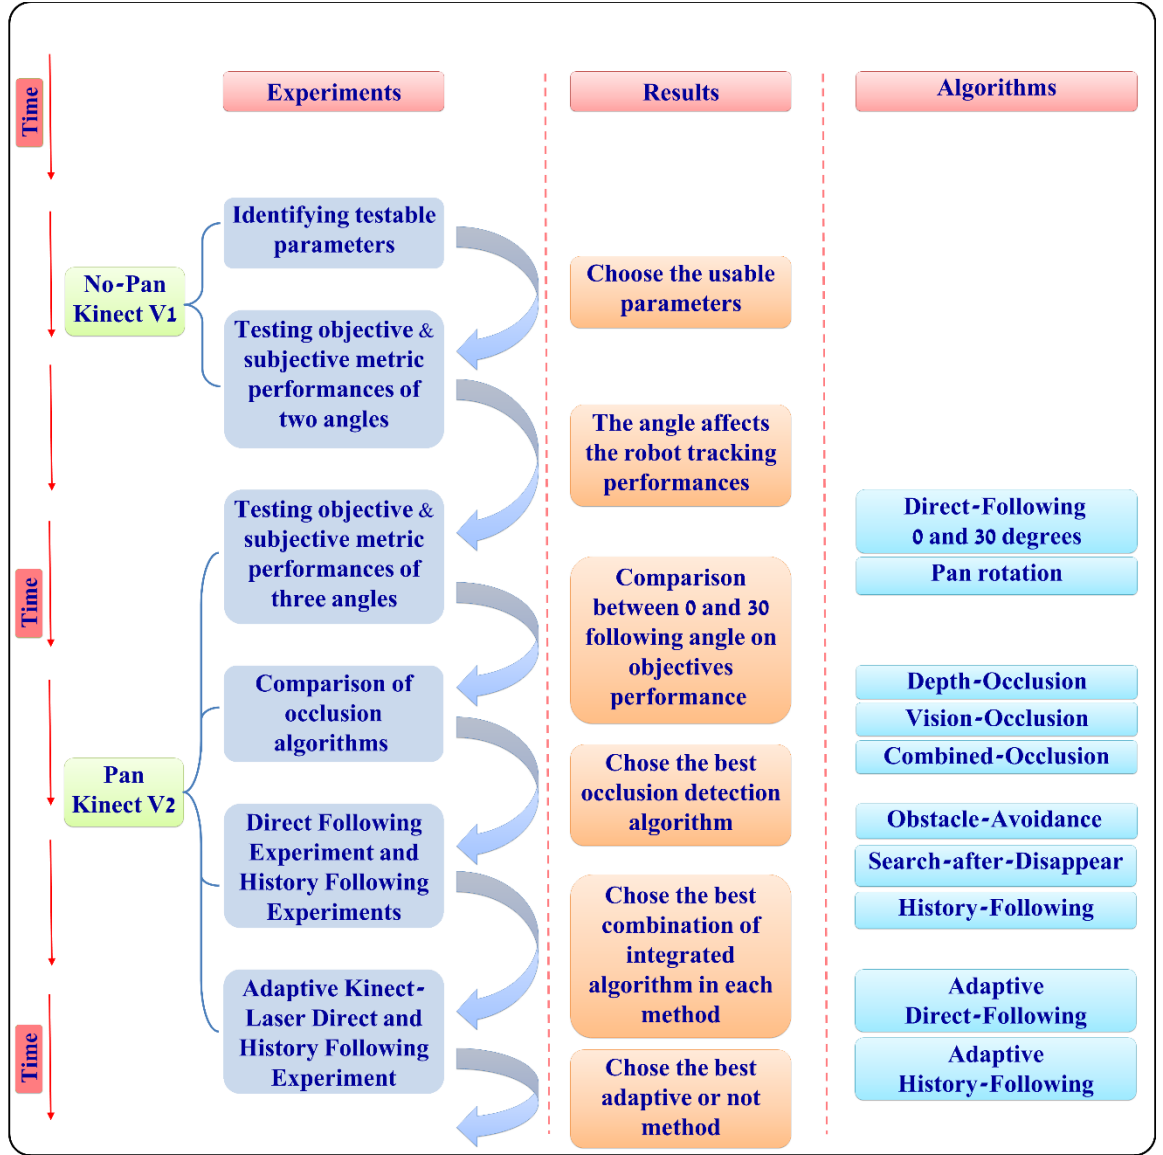 Time
Experiments
Results
Algorithms
No-Pan
Kinect V1
Identifying testable
parameters
Choose the usable
parameters
Testing objective &
subjective metric
performances of
two angles
The angle affects
the robot tracking
performances
Time
Pan
Kinect V2
Testing objective &
subjective metric
performances of
three angles
Comparison
between 0 and 30
following angle on
objectives
performance
Direct-Following
0 and 30 degrees
Pan rotation
Comparison of
occlusion
algorithms
Chose the best
occlusion detection
algorithm
Depth-Occlusion
Vision-Occlusion
Combined-Occlusion
Direct Following
Experiment and
History Following
Experiments
Chose the best
combination of
integrated
algorithm in each
method
Obstacle-Avoidance
Search-after-Disappear
History-Following
Time
Adaptive Kinect-
Laser Direct and
History Following
Experiment
Chose the best
adaptive or not
method
Adaptive
Direct-Following
Adaptive
History-Following